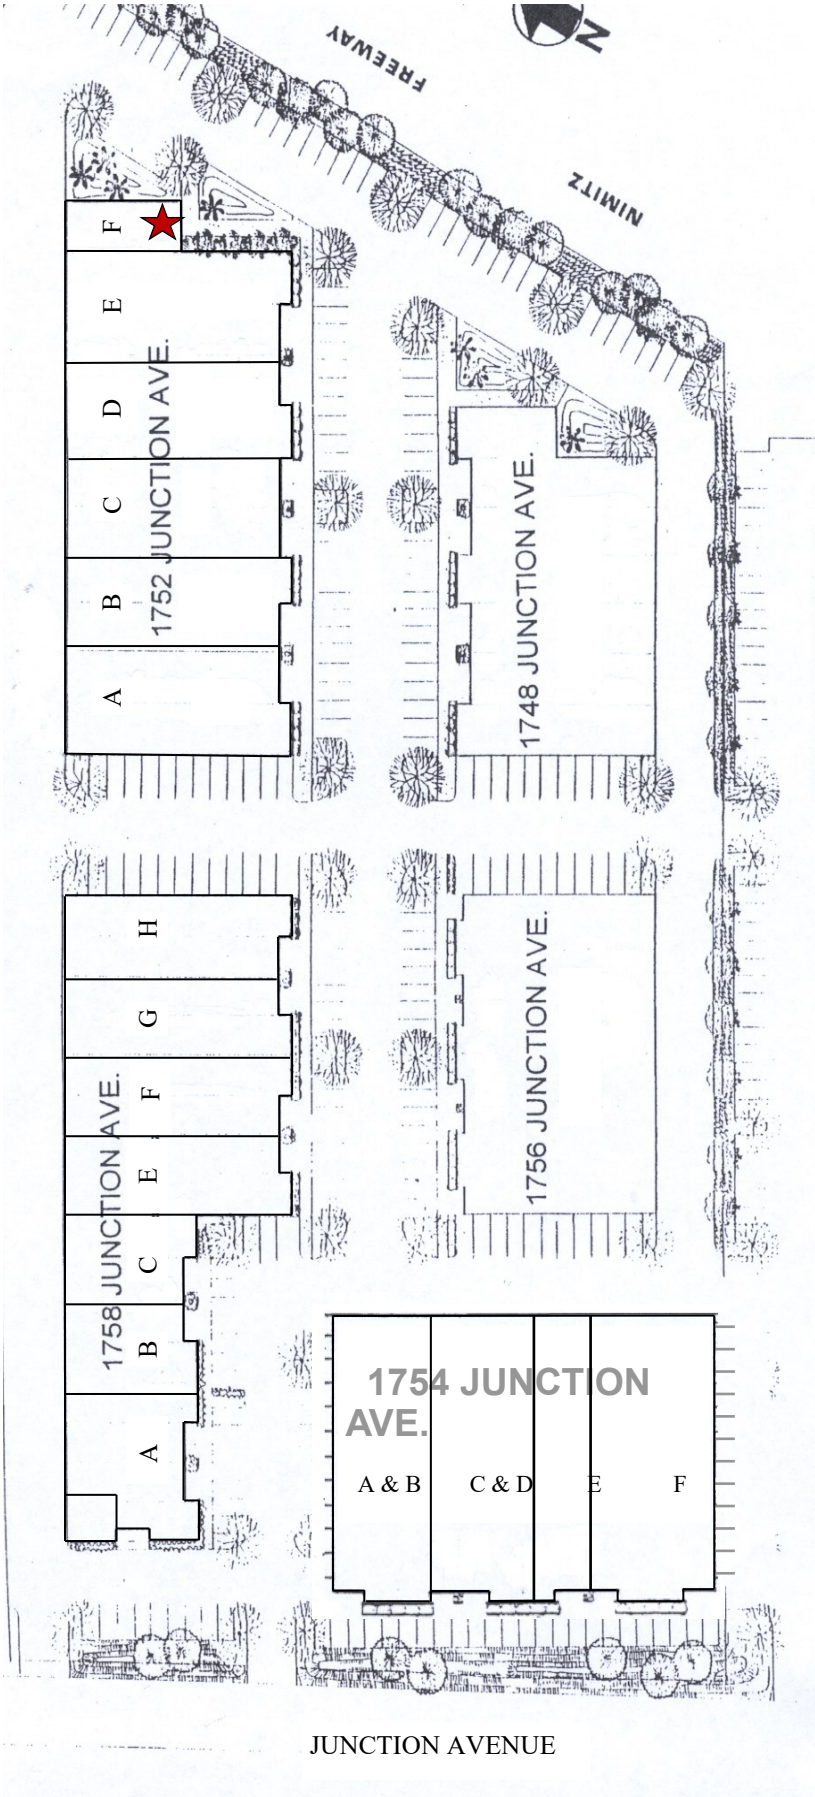 N
FREEWAY
NIMITZ
F
E
D
C
B
A
1752 JUNCTION AVE.
1748 JUNCTION AVE.
H
G
F
E
C
B
A
1758 JUNCTION AVE.
1756 JUNCTION AVE.
1754 JUNCTION
AVE.
A & B C & D E F
JUNCTION AVENUE